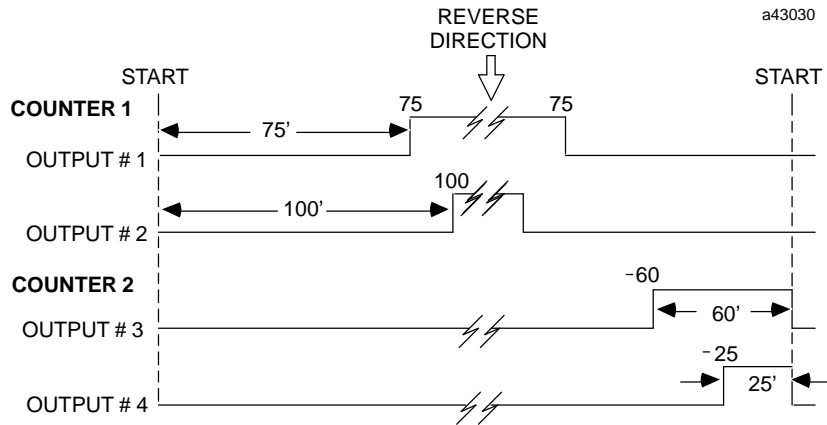 REVERSE
DIRECTION
a43030
START
START
COUNTER 1
75
75
75'
OUTPUT # 1
100
100'
OUTPUT # 2
COUNTER 2
-60
60'
OUTPUT # 3
-25
25'
OUTPUT # 4